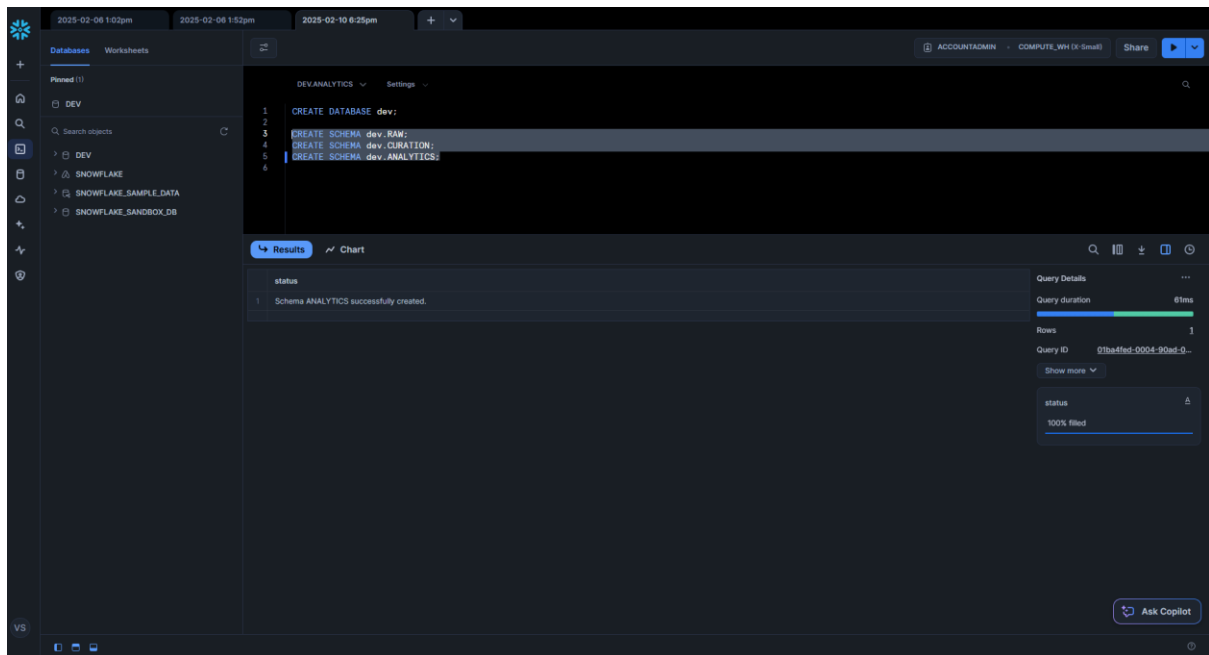 2025-02-06 1:02pm 2025-02-06 1:52pm 2025-02-10 6:25pm
Databases Worksheets
ACCOUNTADMIN COMPUTE_WH (X-Small) Share
Pinned (1)
DEV
Search objects
DEV
SNOWFLAKE
SNOWFLAKE_SAMPLE_DATA
SNOWFLAKE_SANDBOX_DB
DEV.ANALYTICS Settings
1 CREATE DATABASE dev;
2
3 CREATE SCHEMA dev.RAW;
4 CREATE SCHEMA dev.CURATION;
5 CREATE SCHEMA dev.ANALYTICS;
6
Results Chart
status
1 Schema ANALYTICS successfully created.
Query Details ...
Query duration 61ms
Rows 1
Query ID 01ba4fed-0004-90ad-0...
Show more
status A
100% filled
Ask Copilot
VS